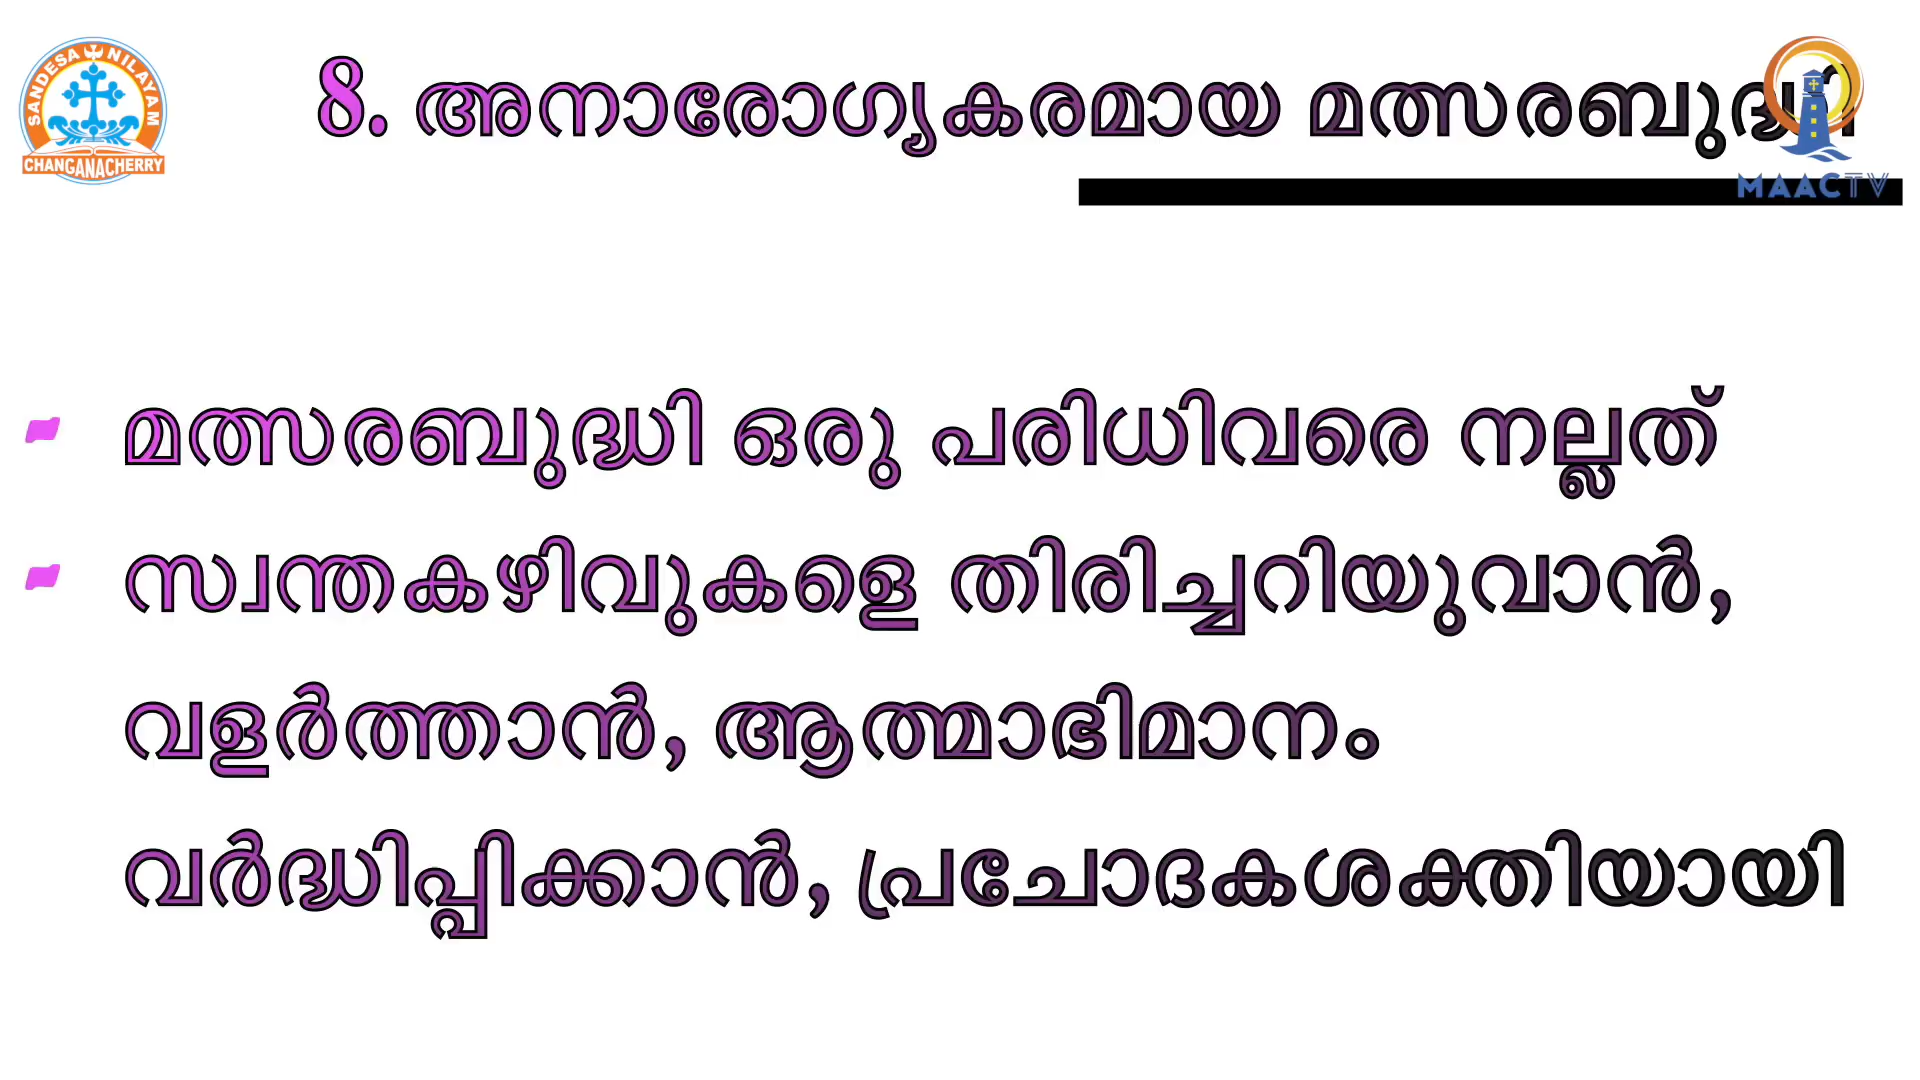 SANDESA NILAYAM
CHANGANACHERRY
8. അനാരോഗ്യകരമായ മത്സരബുദ്ധി
MAACTV
- മത്സരബുദ്ധി ഒരു പരിധിവരെ നല്ലത്
- സ്വന്തകഴിവുകളെ തിരിച്ചറിയുവാൻ,
വളർത്താൻ, ആത്മാഭിമാനം
വർദ്ധിപ്പിക്കാൻ, പ്രചോദകശക്തിയായി